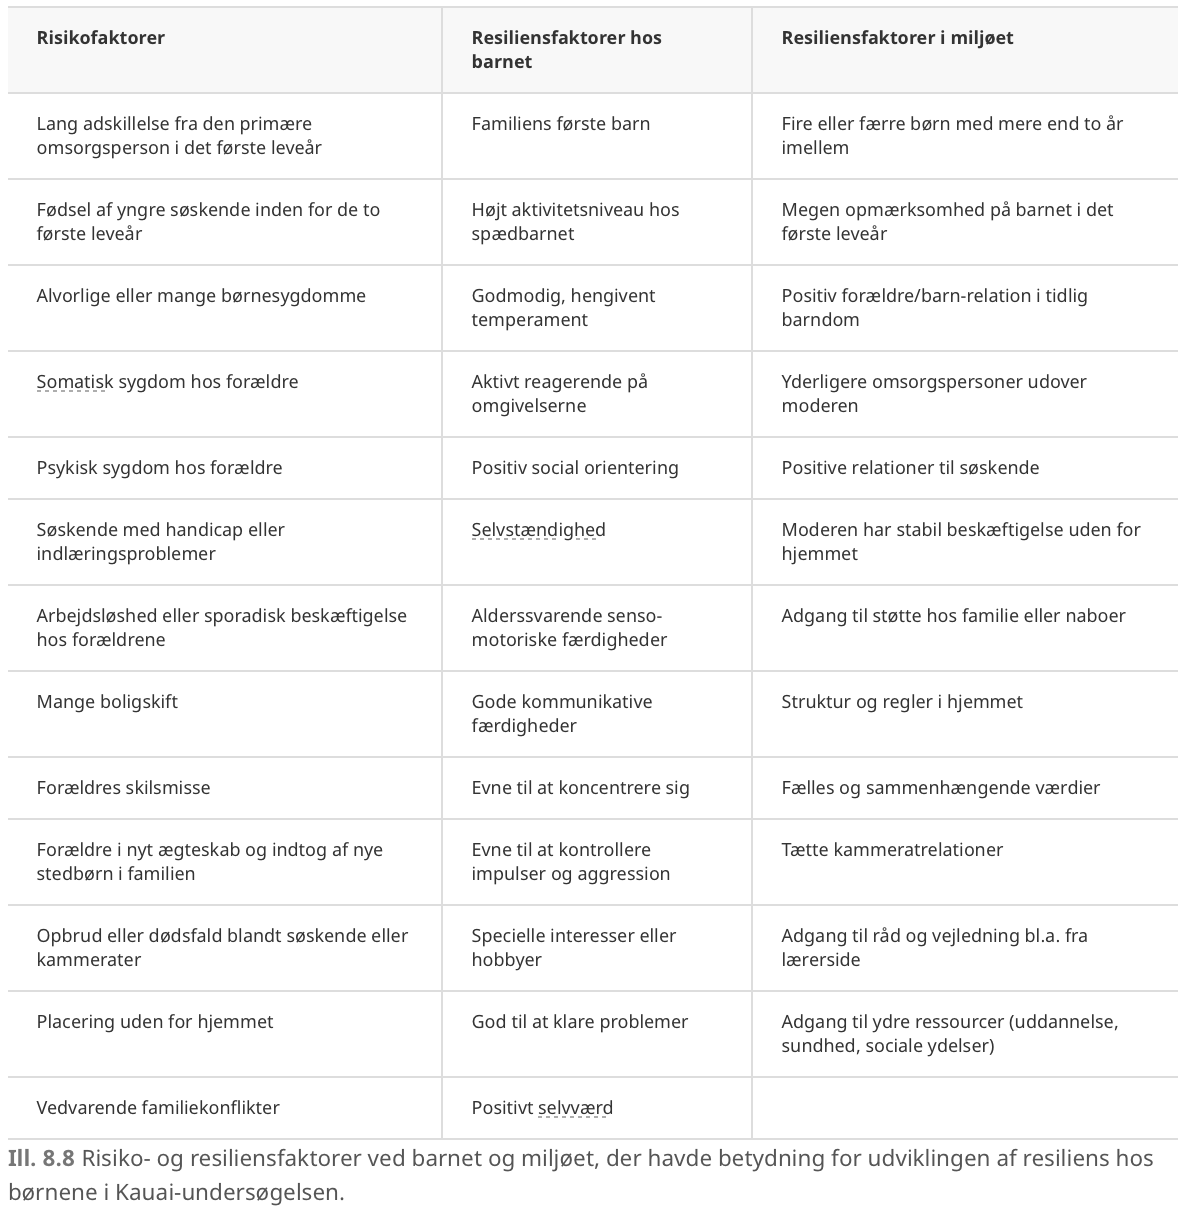 Risikofaktorer
Resiliensfaktorer hos
barnet
Resiliensfaktorer i miljøet
Lang adskillelse fra den primære
omsorgsperson i det første leveår
Familiens første barn
Fire eller færre børn med mere end to år
imellem
Fødsel af yngre søskende inden for de to
første leveår
Højt aktivitetsniveau hos
spædbarnet
Megen opmærksomhed på barnet i det
første leveår
Alvorlige eller mange børnesygdomme
Godmodig, hengivent
temperament
Positiv forældre/barn-relation i tidlig
barndom
Somatisk sygdom hos forældre
Aktivt reagerende på
omgivelserne
Yderligere omsorgspersoner udover
moderen
Psykisk sygdom hos forældre
Positiv social orientering
Positive relationer til søskende
Søskende med handicap eller
indlæringsproblemer
Selvstændighed
Moderen har stabil beskæftigelse uden for
hjemmet
Arbejdsløshed eller sporadisk beskæftigelse
hos forældrene
Alderssvarende senso-
motoriske færdigheder
Adgang til støtte hos familie eller naboer
Mange boligskift
Gode kommunikative
færdigheder
Struktur og regler i hjemmet
Forældres skilsmisse
Evne til at koncentrere sig
Fælles og sammenhængende værdier
Forældre i nyt ægteskab og indtog af nye
stedbørn i familien
Evne til at kontrollere
impulser og aggression
Tætte kammeratrelationer
Opbrud eller dødsfald blandt søskende eller
kammerater
Specielle interesser eller
hobbyer
Adgang til råd og vejledning bl.a. fra
lærerside
Placering uden for hjemmet
God til at klare problemer
Adgang til ydre ressourcer (uddannelse,
sundhed, sociale ydelser)
Vedvarende familiekonflikter
Positivt selvværd
Ill. 8.8 Risiko- og resiliensfaktorer ved barnet og miljøet, der havde betydning for udviklingen af resiliens hos
børnene i Kauai-undersøgelsen.